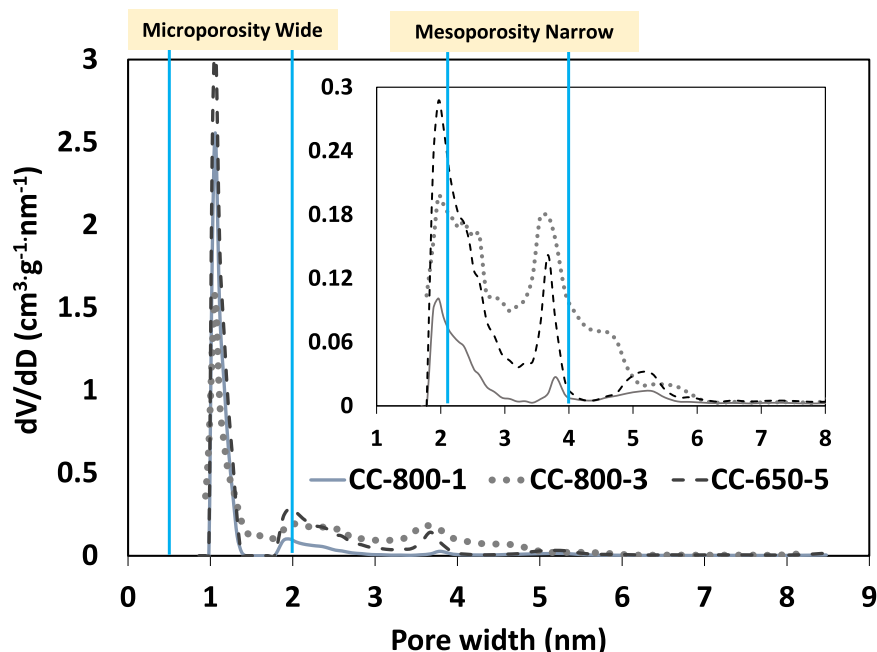 Microporosity Wide
Mesoporosity Narrow
dV/dD (cm³·g⁻¹·nm⁻¹)
3
2.5
2
1.5
1
0.5
0
0.3
0.24
0.18
0.12
0.06
0
1 2 3 4 5 6 7 8
CC-800-1 CC-800-3 CC-650-5
0 1 2 3 4 5 6 7 8 9
Pore width (nm)